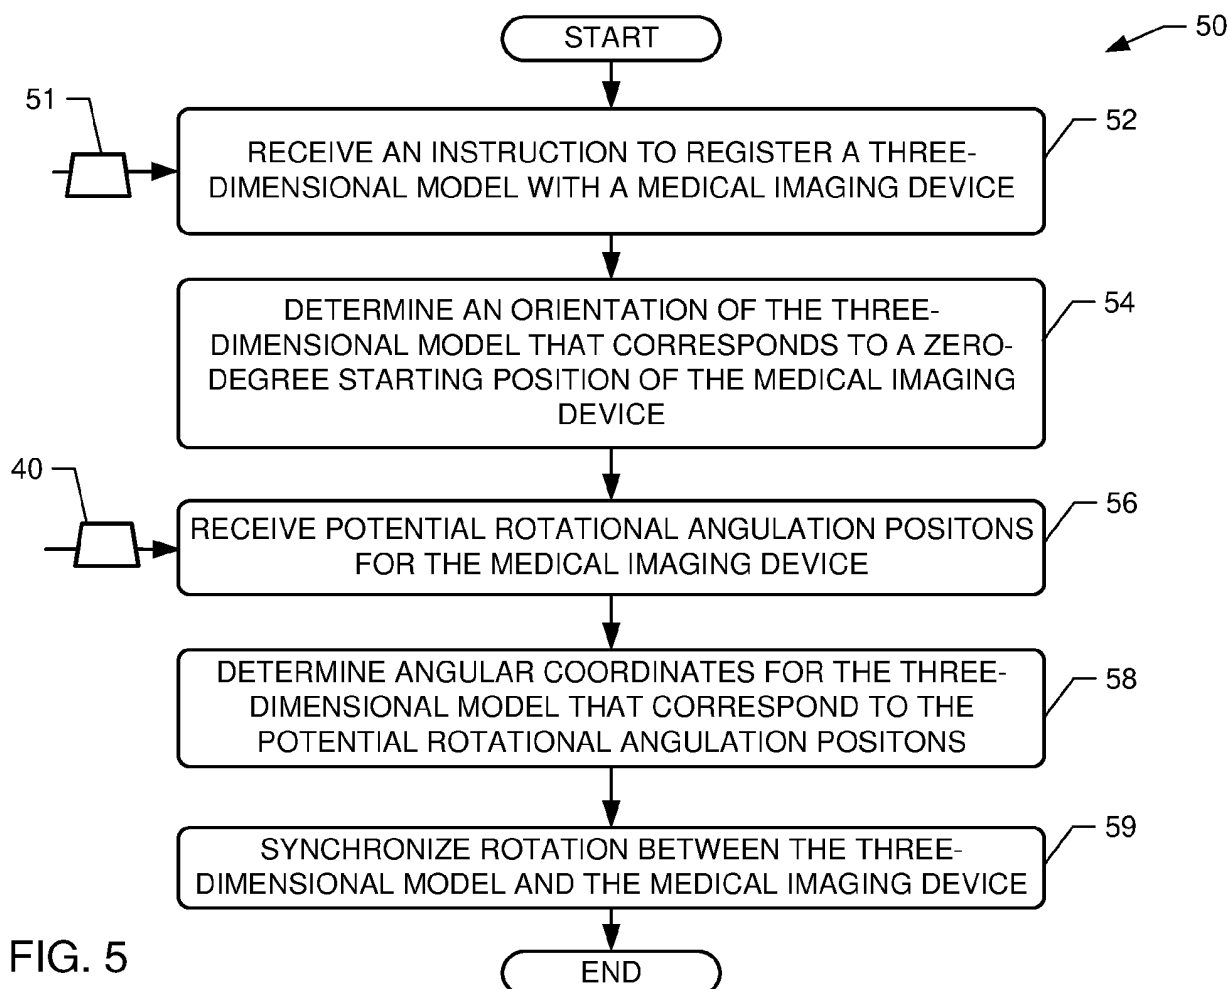 START
50
51
52
RECEIVE AN INSTRUCTION TO REGISTER A THREE-
DIMENSIONAL MODEL WITH A MEDICAL IMAGING DEVICE
54
DETERMINE AN ORIENTATION OF THE THREE-
DIMENSIONAL MODEL THAT CORRESPONDS TO A ZERO-
DEGREE STARTING POSITION OF THE MEDICAL IMAGING
DEVICE
40
56
RECEIVE POTENTIAL ROTATIONAL ANGULATION POSITONS
FOR THE MEDICAL IMAGING DEVICE
58
DETERMINE ANGULAR COORDINATES FOR THE THREE-
DIMENSIONAL MODEL THAT CORRESPOND TO THE
POTENTIAL ROTATIONAL ANGULATION POSITONS
59
SYNCHRONIZE ROTATION BETWEEN THE THREE-
DIMENSIONAL MODEL AND THE MEDICAL IMAGING DEVICE
FIG. 5
END